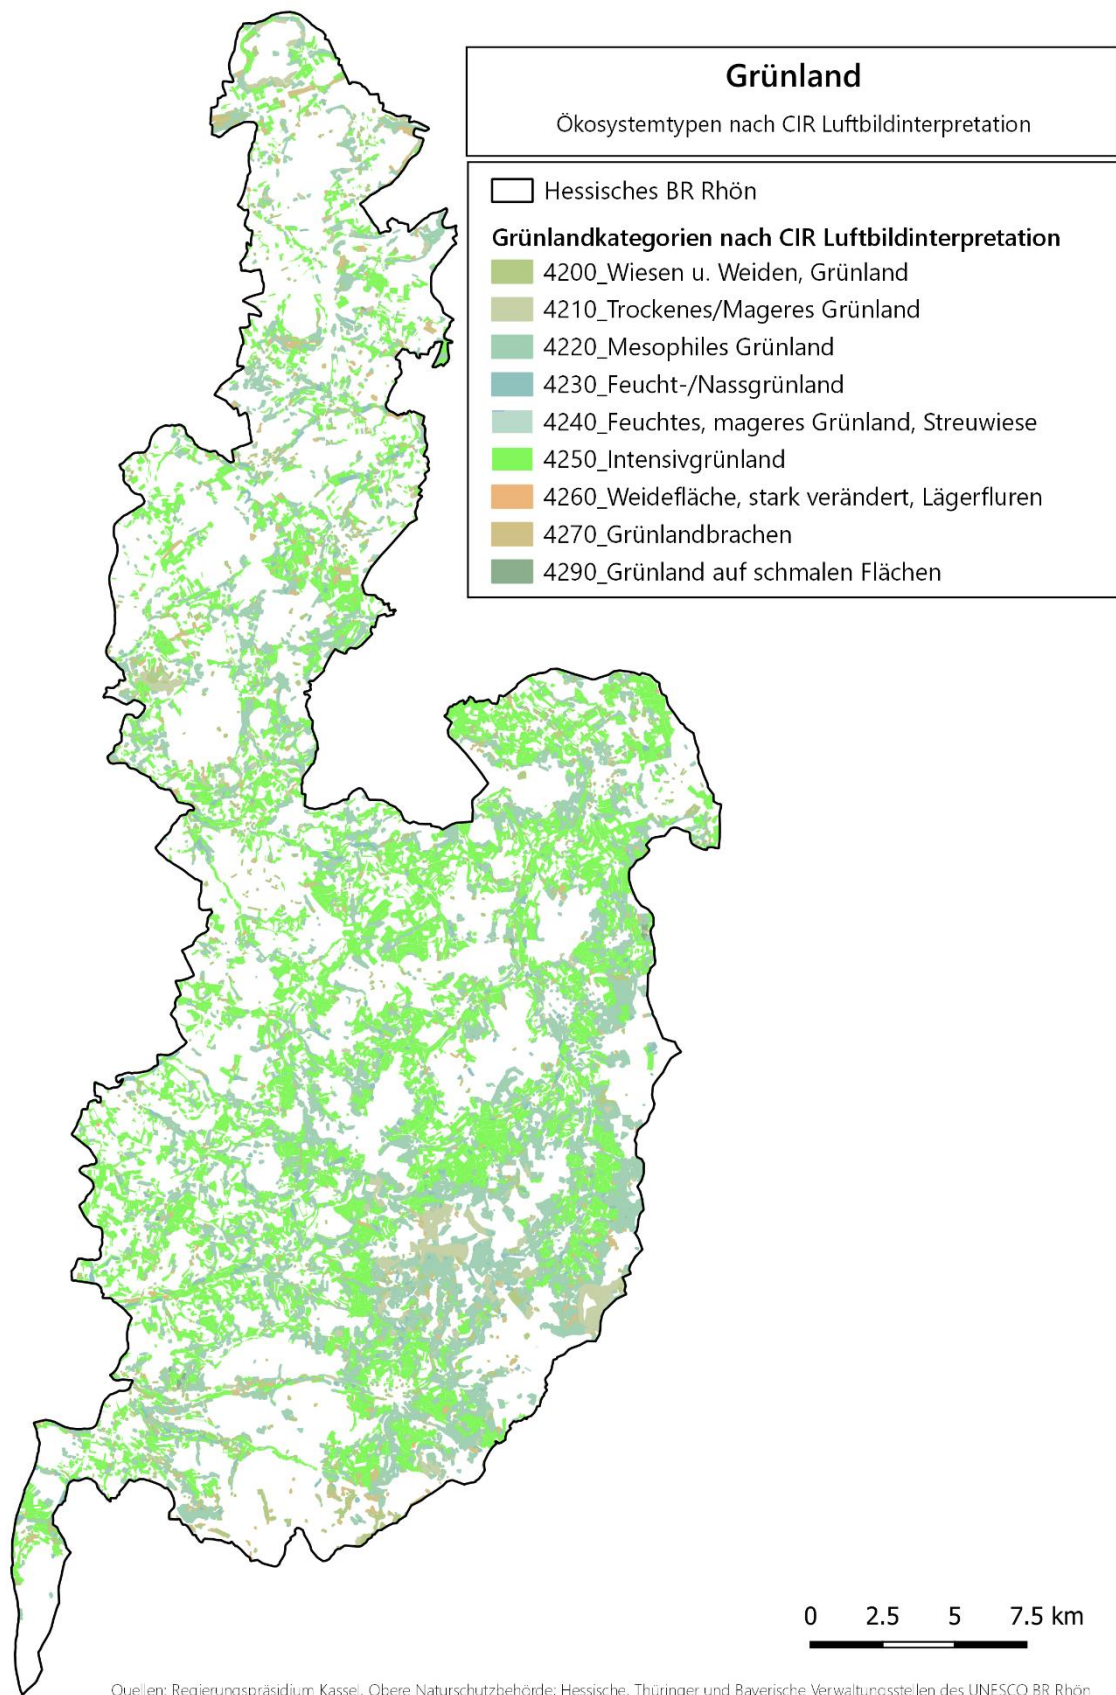 Grünland
Ökosystemtypen nach CIR Luftbildinterpretation
Hessisches BR Rhön
Grünlandkategorien nach CIR Luftbildinterpretation
4200_Wiesen u. Weiden, Grünland
4210_Trockenes/Mageres Grünland
4220_Mesophiles Grünland
4230_Feucht-/Nassgrünland
4240_Feuchtes, mageres Grünland, Streuwiese
4250_Intensivgrünland
4260_Weidefläche, stark verändert, Lägerfluren
4270_Grünlandbrachen
4290_Grünland auf schmalen Flächen
0 2.5 5 7.5 km
Quellen: Regierungspräsidium Kassel, Obere Naturschutzbehörde; Hessische, Thüringer und Bayerische Verwaltungsstellen des UNESCO BR Rhön